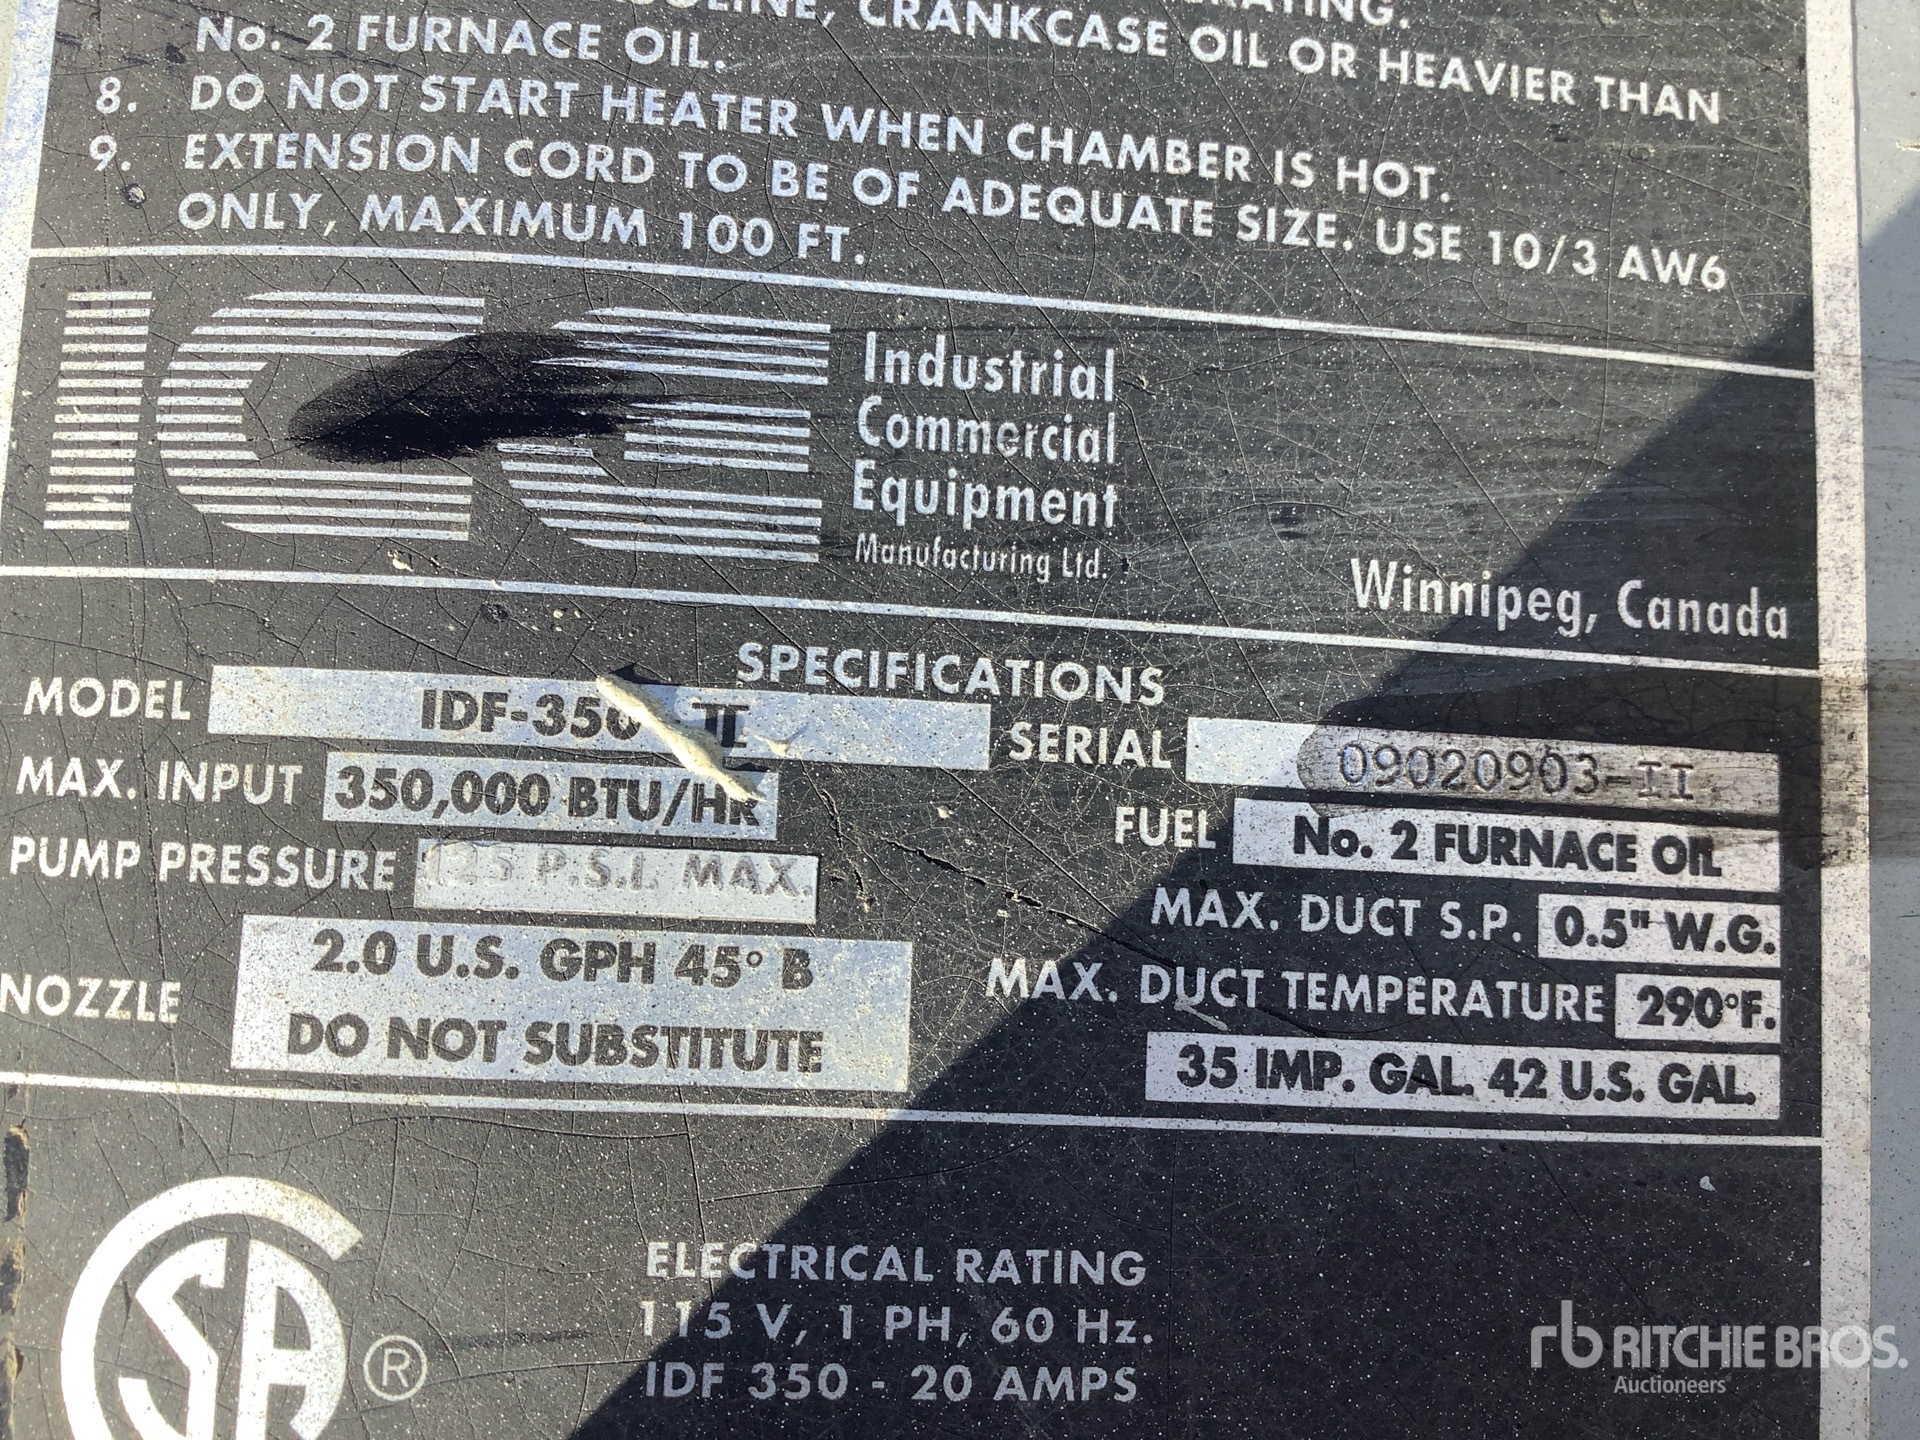 OLINE, CRANKCASE OIL OR HEAVIER THAN
No. 2 FURNACE OIL.
8. DO NOT START HEATER WHEN CHAMBER IS HOT.
9. EXTENSION CORD TO BE OF ADEQUATE SIZE. USE 10/3 AW6
ONLY, MAXIMUM 100 FT.
ICE
Industrial
Commercial
Equipment
Manufacturing Ltd.
Winnipeg, Canada
SPECIFICATIONS
MODEL IDF-350 II
SERIAL 09020903-II
MAX. INPUT 350,000 BTU/HR
FUEL No. 2 FURNACE OIL
PUMP PRESSURE 125 P.S.I. MAX.
MAX. DUCT S.P. 0.5" W.G.
NOZZLE 2.0 U.S. GPH 45° B
DO NOT SUBSTITUTE
MAX. DUCT TEMPERATURE 290°F.
35 IMP. GAL. 42 U.S. GAL.
SA ®
ELECTRICAL RATING
115 V, 1 PH, 60 Hz.
IDF 350 - 20 AMPS
rb RITCHIE BROS.
Auctioneers